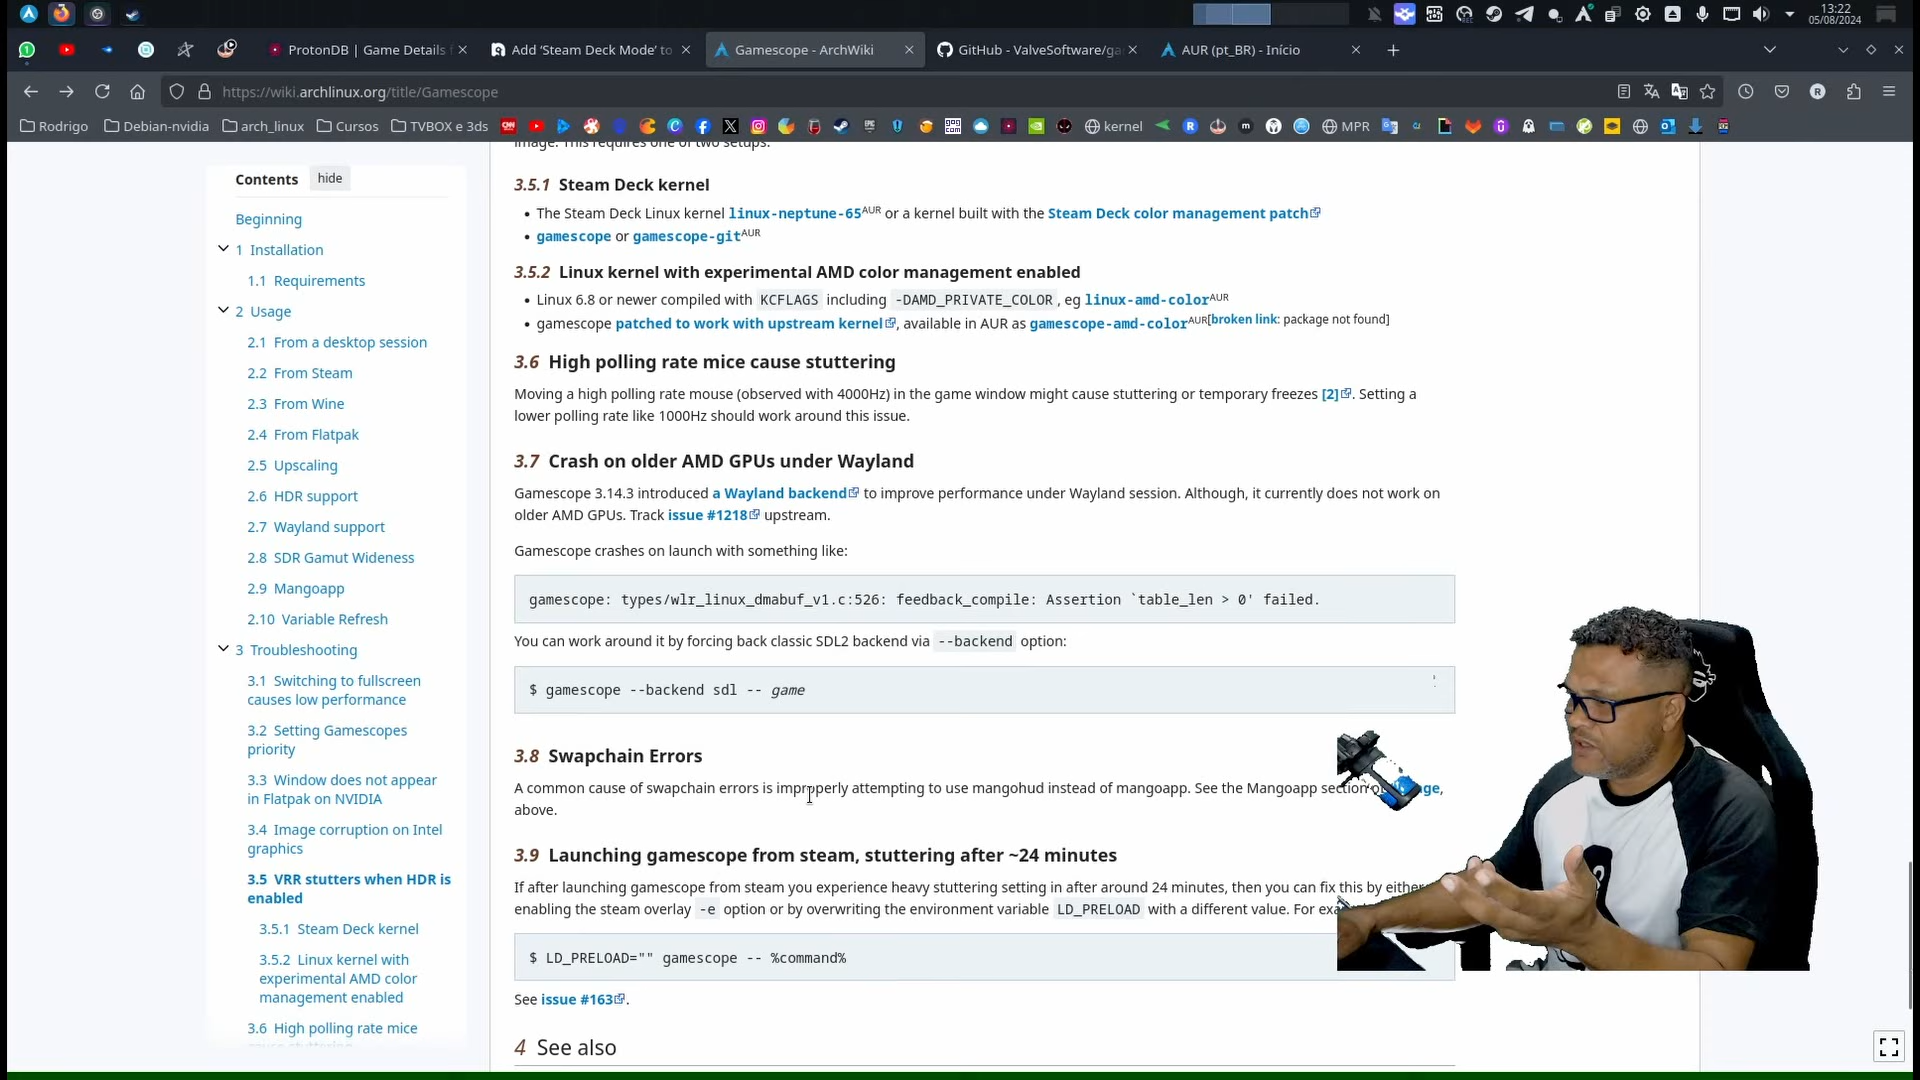 13:22
05/08/2024
ProtonDB | Game Details f
Add 'Steam Deck Mode' to
Gamescope - ArchWiki
GitHub - ValveSoftware/ga
AUR (pt_BR) - Início
https://wiki.archlinux.org/title/Gamescope
Rodrigo
Debian-nvidia
arch_linux
Cursos
TVBOX e 3ds
kernel
MPR
Contents
hide
Beginning
1 Installation
1.1 Requirements
2 Usage
2.1 From a desktop session
2.2 From Steam
2.3 From Wine
2.4 From Flatpak
2.5 Upscaling
2.6 HDR support
2.7 Wayland support
2.8 SDR Gamut Wideness
2.9 Mangoapp
2.10 Variable Refresh
3 Troubleshooting
3.1 Switching to fullscreen
causes low performance
3.2 Setting Gamescopes
priority
3.3 Window does not appear
in Flatpak on NVIDIA
3.4 Image corruption on Intel
graphics
3.5 VRR stutters when HDR is
enabled
3.5.1 Steam Deck kernel
3.5.2 Linux kernel with
experimental AMD color
management enabled
3.6 High polling rate mice
image. This requires one of two setups.
3.5.1 Steam Deck kernel
• The Steam Deck Linux kernel linux-neptune-65AUR or a kernel built with the Steam Deck color management patch
• gamescope or gamescope-gitAUR
3.5.2 Linux kernel with experimental AMD color management enabled
• Linux 6.8 or newer compiled with KCFLAGS including -DAMD_PRIVATE_COLOR, eg linux-amd-colorAUR
• gamescope patched to work with upstream kernel, available in AUR as gamescope-amd-colorAUR[broken link: package not found]
3.6 High polling rate mice cause stuttering
Moving a high polling rate mouse (observed with 4000Hz) in the game window might cause stuttering or temporary freezes [2]. Setting a
lower polling rate like 1000Hz should work around this issue.
3.7 Crash on older AMD GPUs under Wayland
Gamescope 3.14.3 introduced a Wayland backend to improve performance under Wayland session. Although, it currently does not work on
older AMD GPUs. Track issue #1218 upstream.
Gamescope crashes on launch with something like:
gamescope: types/wlr_linux_dmabuf_v1.c:526: feedback_compile: Assertion `table_len > 0' failed.
You can work around it by forcing back classic SDL2 backend via --backend option:
$ gamescope --backend sdl -- game
3.8 Swapchain Errors
A common cause of swapchain errors is improperly attempting to use mangohud instead of mangoapp. See the Mangoapp section
above.
3.9 Launching gamescope from steam, stuttering after ~24 minutes
If after launching gamescope from steam you experience heavy stuttering setting in after around 24 minutes, then you can fix this by either
enabling the steam overlay -e option or by overwriting the environment variable LD_PRELOAD with a different value. For
$ LD_PRELOAD="" gamescope -- %command%
See issue #163.
4 See also